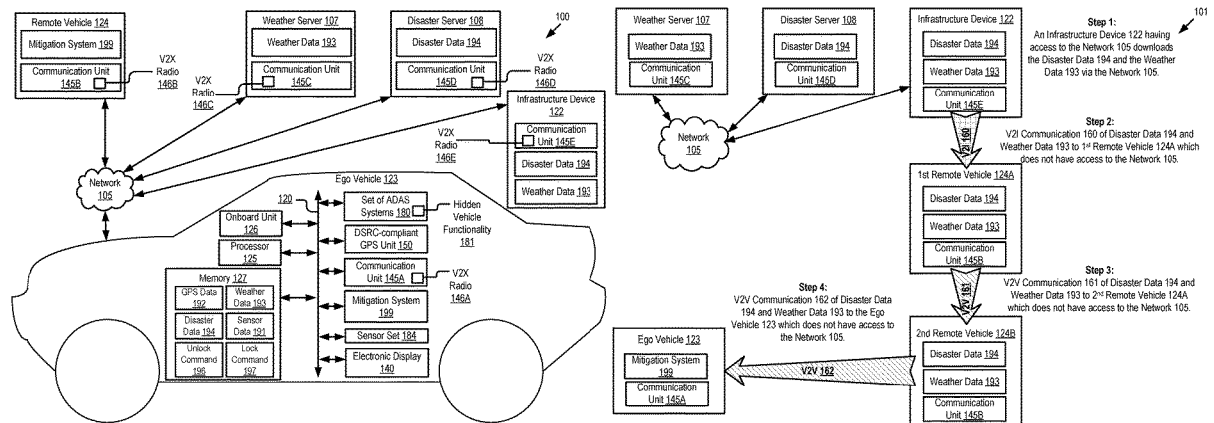 Remote Vehicle 124
Mitigation System 199
Communication
Unit 145B
V2X
Radio
146B
Weather Server 107
Weather Data 193
Communication
Unit 145C
V2X
Radio
146C
Disaster Server 108
Disaster Data 194
Communication
Unit 145D
V2X
Radio
146D
100
Infrastructure Device
122
Communication
Unit 145E
Disaster Data 194
Weather Data 193
V2X
Radio
146E
Network
105
Ego Vehicle 123
120
Set of ADAS
Systems 180
Hidden
Vehicle
Functionality
181
Onboard Unit
126
DSRC-compliant
GPS Unit 150
Processor
125
Communication
Unit 145A
V2X
Radio
146A
Memory 127
GPS Data
192
Weather
Data 193
Disaster
Data 194
Sensor
Data 191
Unlock
Command
196
Lock
Command
197
Mitigation System
199
Sensor Set 184
Electronic Display
140
101
Weather Server 107
Weather Data 193
Communication
Unit 145C
Disaster Server 108
Disaster Data 194
Communication
Unit 145D
Network
105
Infrastructure Device
122
Disaster Data 194
Weather Data 193
Communication
Unit 145E
Step 1:
An Infrastructure Device 122 having
access to the Network 105 downloads
the Disaster Data 194 and the Weather
Data 193 via the Network 105.
V2I 160
Step 2:
V2I Communication 160 of Disaster Data 194 and
Weather Data 193 to 1st Remote Vehicle 124A which
does not have access to the Network 105.
1st Remote Vehicle 124A
Disaster Data 194
Weather Data 193
Communication
Unit 145B
V2V 161
Step 3:
V2V Communication 161 of Disaster Data 194 and
Weather Data 193 to 2nd Remote Vehicle 124A
which does not have access to the Network 105.
2nd Remote Vehicle 124B
Disaster Data 194
Weather Data 193
Communication
Unit 145B
Step 4:
V2V Communication 162 of Disaster Data
194 and Weather Data 193 to the Ego
Vehicle 123 which does not have access to
the Network 105.
V2V 162
Ego Vehicle 123
Mitigation System
199
Communication
Unit 145A